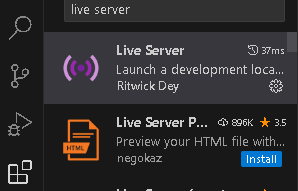 live server
Live Server 37ms
Launch a development loca...
Ritwick Dey
Live Server P... 896K 3.5
Preview your HTML file with...
negokaz Install
HTML